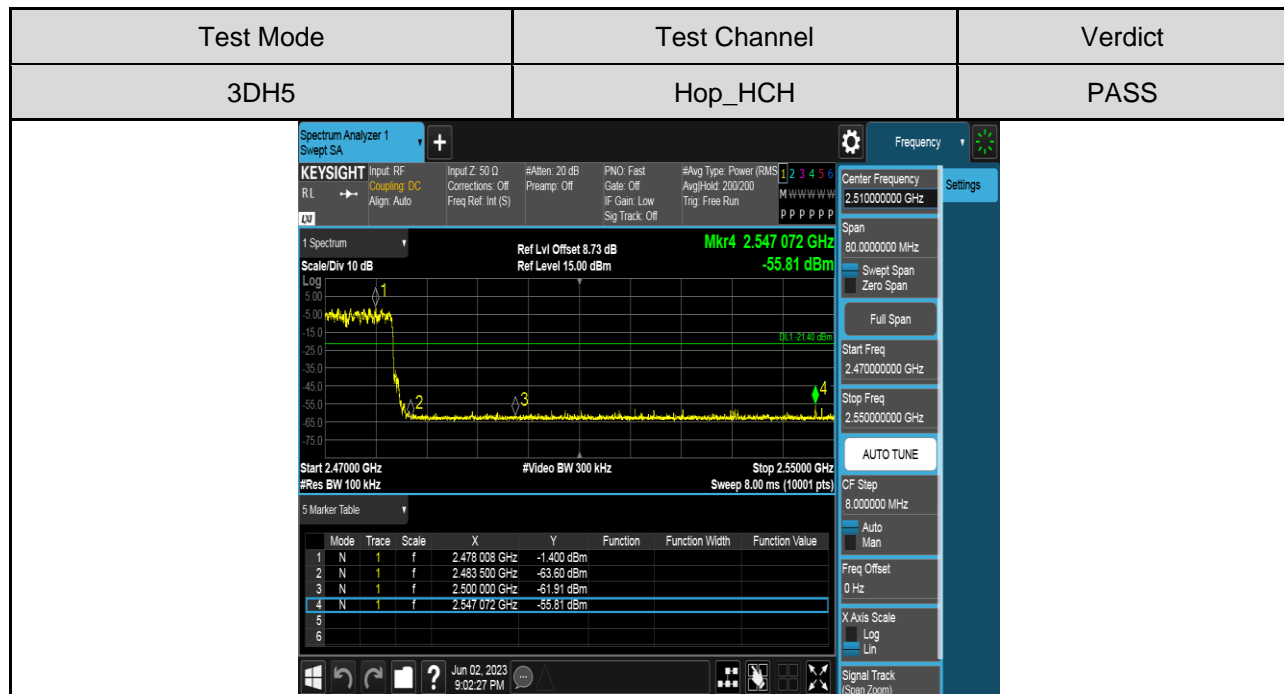 Test Mode Test Channel Verdict
3DH5 Hop_HCH PASS
Spectrum Analyzer 1
Swept SA
Frequency
KEYSIGHT Input: RF Input Z: 50 Ω #Atten: 20 dB PNO: Fast #Avg Type: Power (RMS 1 2 3 4 5 6
RL Coupling: DC Corrections: Off Preamp: Off Gate: Off Avg|Hold: 200/200 M W W W W W
Align: Auto Freq Ref: Int (S) IF Gain: Low Trig: Free Run
LXI Sig Track: Off P P P P P P
1 Spectrum Ref Lvl Offset 8.73 dB Mkr4 2.547 072 GHz
Scale/Div 10 dB Ref Level 15.00 dBm -55.81 dBm
Log
5.00 1
-5.00
-15.0 DL1 -21.40 dBm
-25.0
-35.0
-45.0 4
-55.0 2 3
-65.0
-75.0
Start 2.47000 GHz #Video BW 300 kHz Stop 2.55000 GHz
#Res BW 100 kHz Sweep 8.00 ms (10001 pts)
5 Marker Table
Mode Trace Scale X Y Function Function Width Function Value
1 N 1 f 2.478 008 GHz -1.400 dBm
2 N 1 f 2.483 500 GHz -63.60 dBm
3 N 1 f 2.500 000 GHz -61.91 dBm
4 N 1 f 2.547 072 GHz -55.81 dBm
5
6
?
Jun 02, 2023
9:02:27 PM
Center Frequency
2.510000000 GHz
Settings
Span
80.0000000 MHz
Swept Span
Zero Span
Full Span
Start Freq
2.470000000 GHz
Stop Freq
2.550000000 GHz
AUTO TUNE
CF Step
8.000000 MHz
Auto
Man
Freq Offset
0 Hz
X Axis Scale
Log
Lin
Signal Track
(Span Zoom)